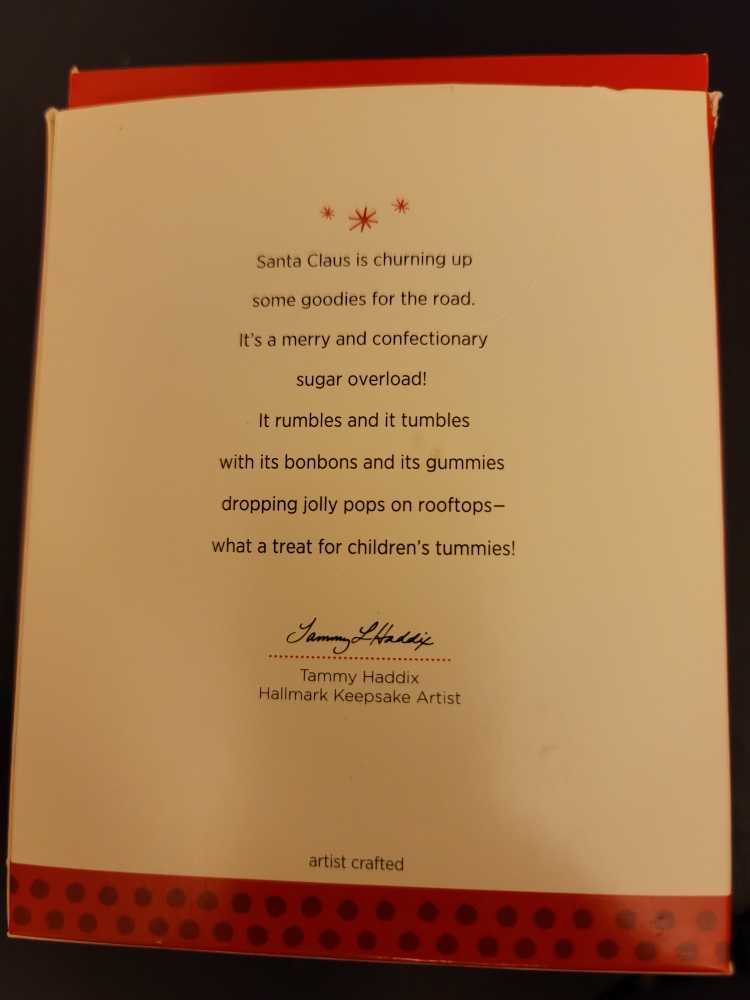 Santa Claus is churning up
some goodies for the road.
It's a merry and confectionary
sugar overload!
It rumbles and it tumbles
with its bonbons and its gummies
dropping jolly pops on rooftops—
what a treat for children's tummies!
Tammy L Haddix
Tammy Haddix
Hallmark Keepsake Artist
artist crafted